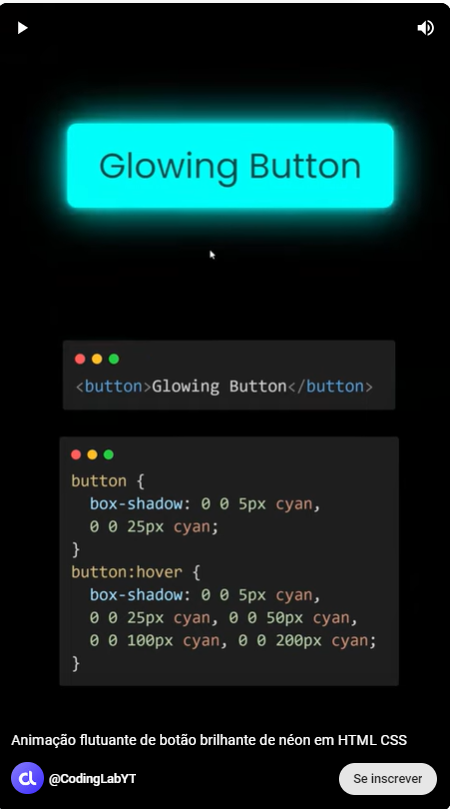 Glowing Button
<button>Glowing Button</button>
button {
box-shadow: 0 0 5px cyan,
0 0 25px cyan;
}
button:hover {
box-shadow: 0 0 5px cyan,
0 0 25px cyan, 0 0 50px cyan,
0 0 100px cyan, 0 0 200px cyan;
}
Animação flutuante de botão brilhante de néon em HTML CSS
CL
@CodingLabYT
Se inscrever